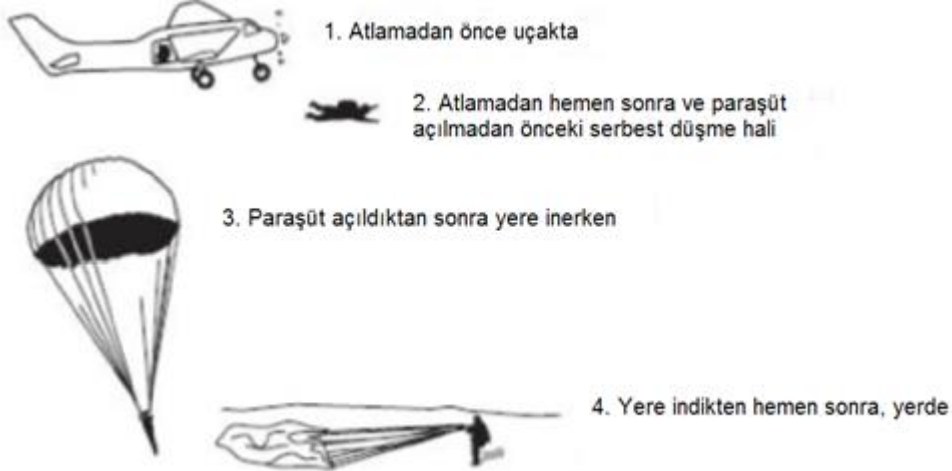 1. Atlamadan önce uçakta
2. Atlamadan hemen sonra ve paraşüt
açılmadan önceki serbest düşme hali
3. Paraşüt açıldıktan sonra yere inerken
4. Yere indikten hemen sonra, yerde